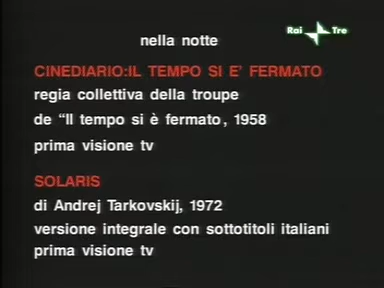 nella notte
Rai Tre
CINEDIARIO:IL TEMPO SI E' FERMATO
regia collettiva della troupe
de “Il tempo si è fermato, 1958
prima visione tv
SOLARIS
di Andrej Tarkovskij, 1972
versione integrale con sottotitoli italiani
prima visione tv